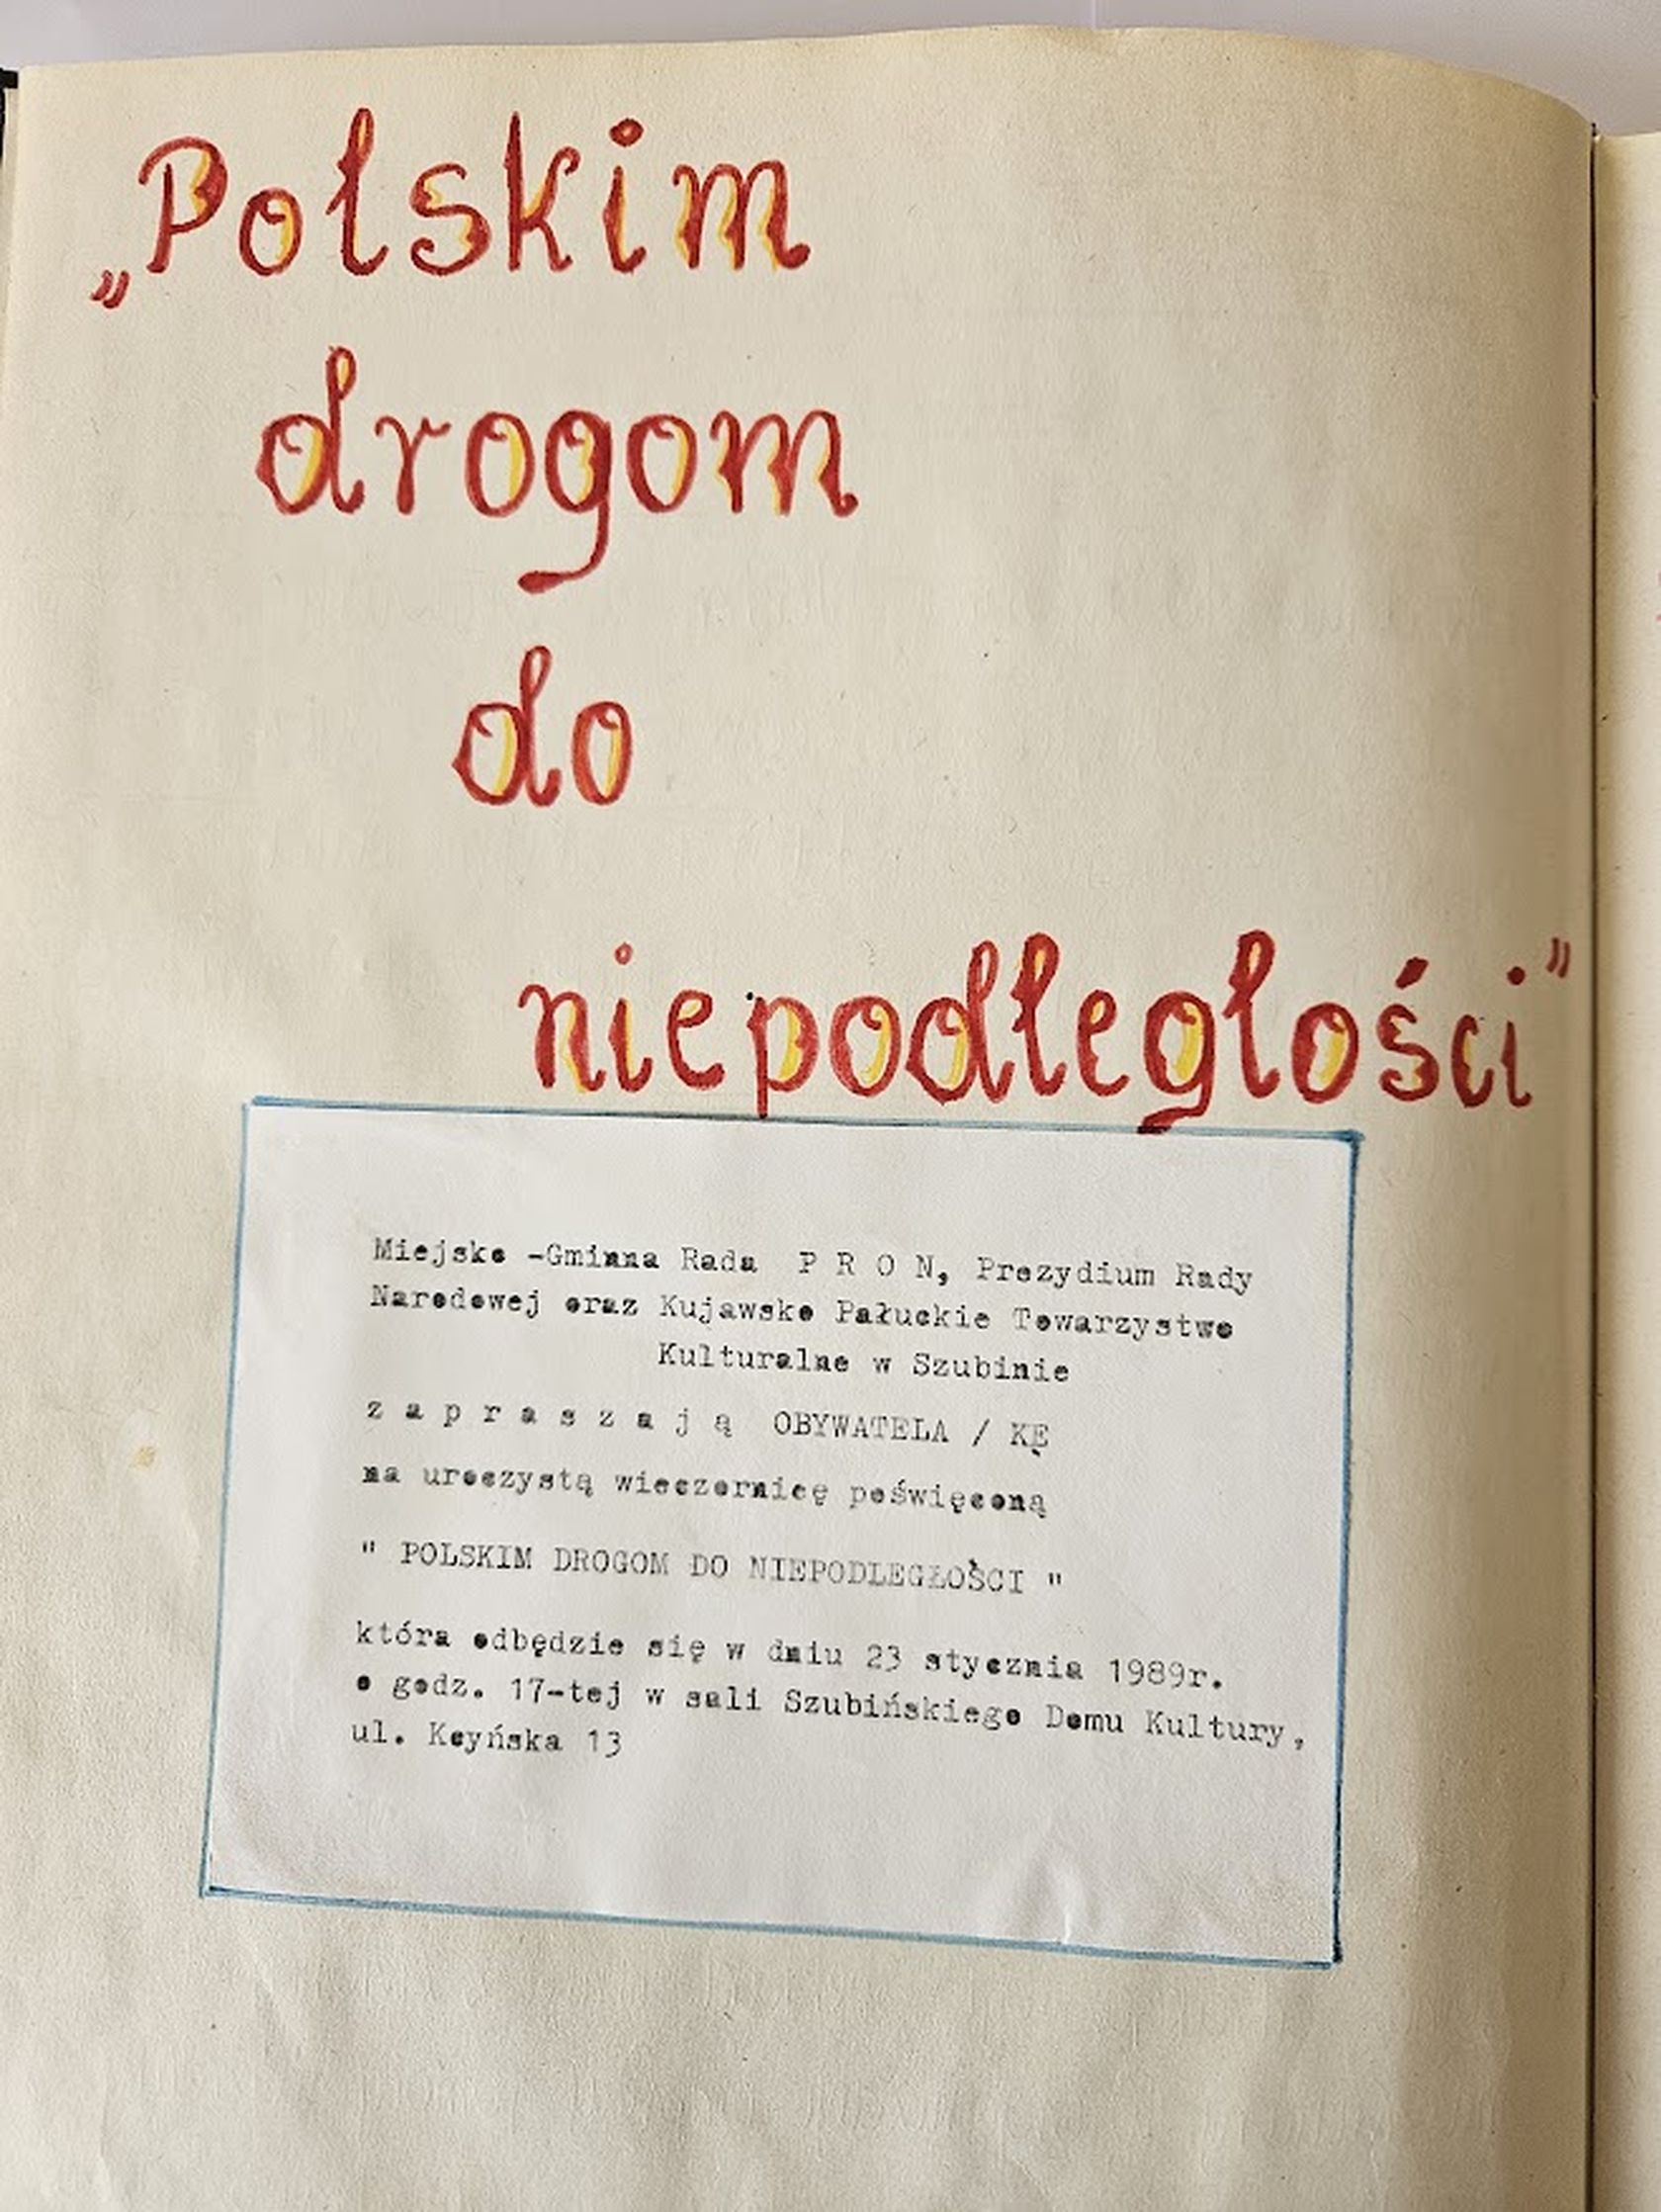 „Polskim
drogom
do
niepodległości”
Miejsko -Gminna Rada P R O N, Prezydium Rady
Narodowej oraz Kujawsko Pałuckie Towarzystwo
Kulturalne w Szubinie
z a p r a s z a j ą OBYWATELA / KĘ
na uroczystą wieczornicę poświęconą
" POLSKIM DROGOM DO NIEPODLEGŁOŚCI "
która odbędzie się w dniu 23 stycznia 1989r.
o godz. 17-tej w sali Szubińskiego Domu Kultury,
ul. Kcyńska 13